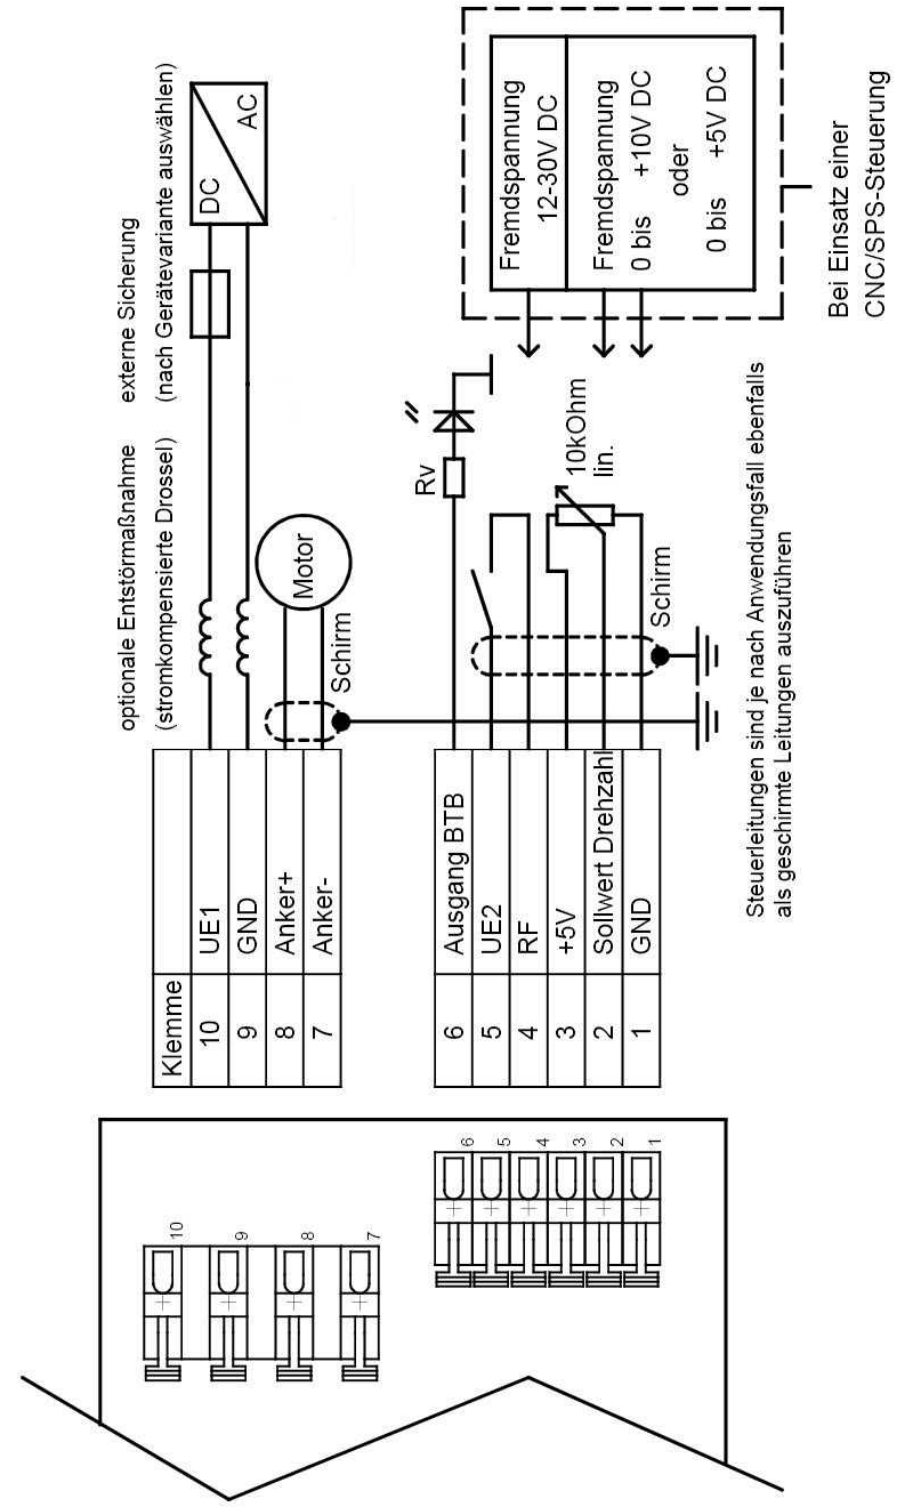 optionale Entstörmaßnahme
(stromkompensierte Drossel)
externe Sicherung
(nach Gerätevariante auswählen)
DC
AC
Klemme
10 UE1
9 GND
8 Anker+
7 Anker-
Motor
Schirm
6 Ausgang BTB
5 UE2
4 RF
3 +5V
2 Sollwert Drehzahl
1 GND
Rv
10kOhm
lin.
Schirm
Fremdspannung
12-30V DC
Fremdspannung
0 bis +10V DC
oder
0 bis +5V DC
Bei Einsatz einer
CNC/SPS-Steuerung
Steuerleitungen sind je nach Anwendungsfall ebenfalls
als geschirmte Leitungen auszuführen
10
9
8
7
6
5
4
3
2
1